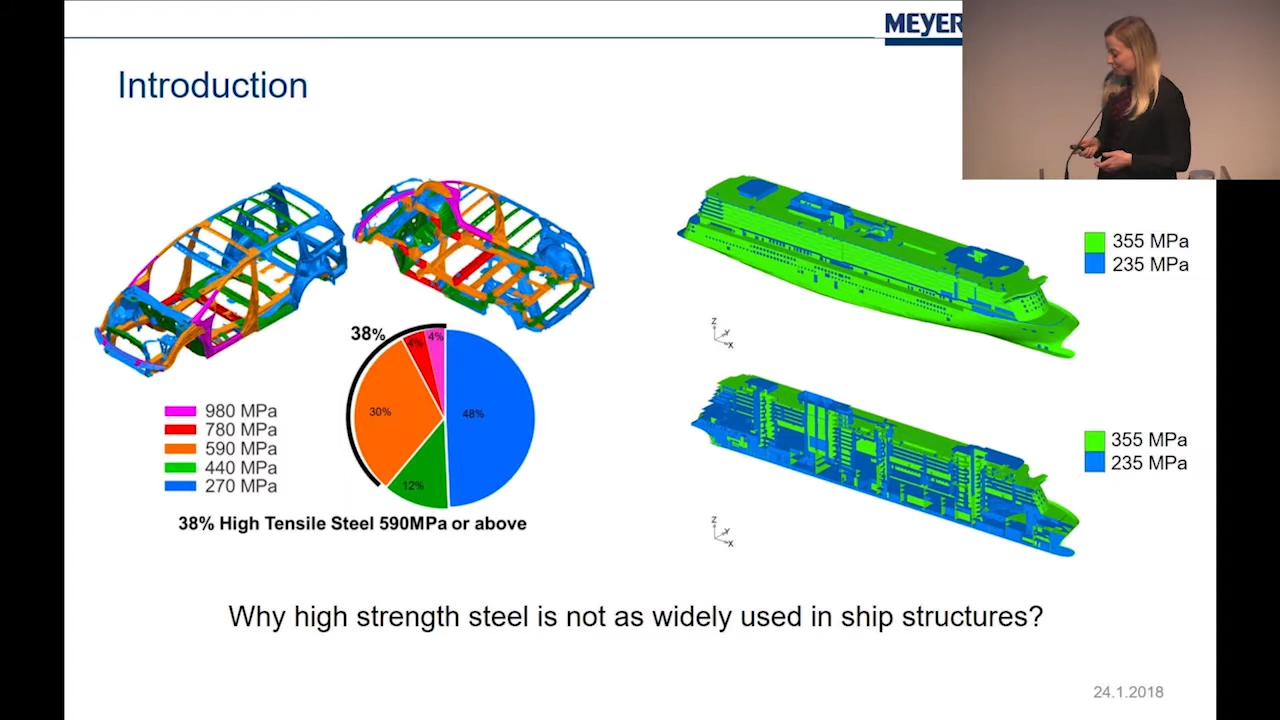 MEYER
Introduction
355 MPa
235 MPa
Z
Y
X
38%
4%
4%
30%
48%
12%
980 MPa
780 MPa
590 MPa
440 MPa
270 MPa
38% High Tensile Steel 590MPa or above
355 MPa
235 MPa
Z
Y
X
Why high strength steel is not as widely used in ship structures?
24.1.2018